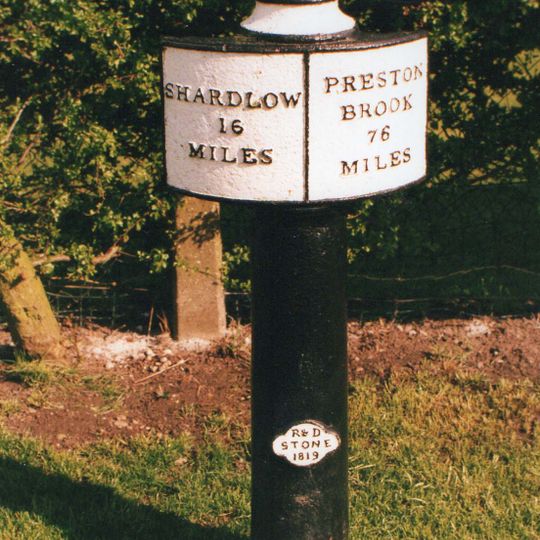 SHARDLOW
16
MILES
PRESTON
BROOK
76
MILES
R&D
STONE
1819